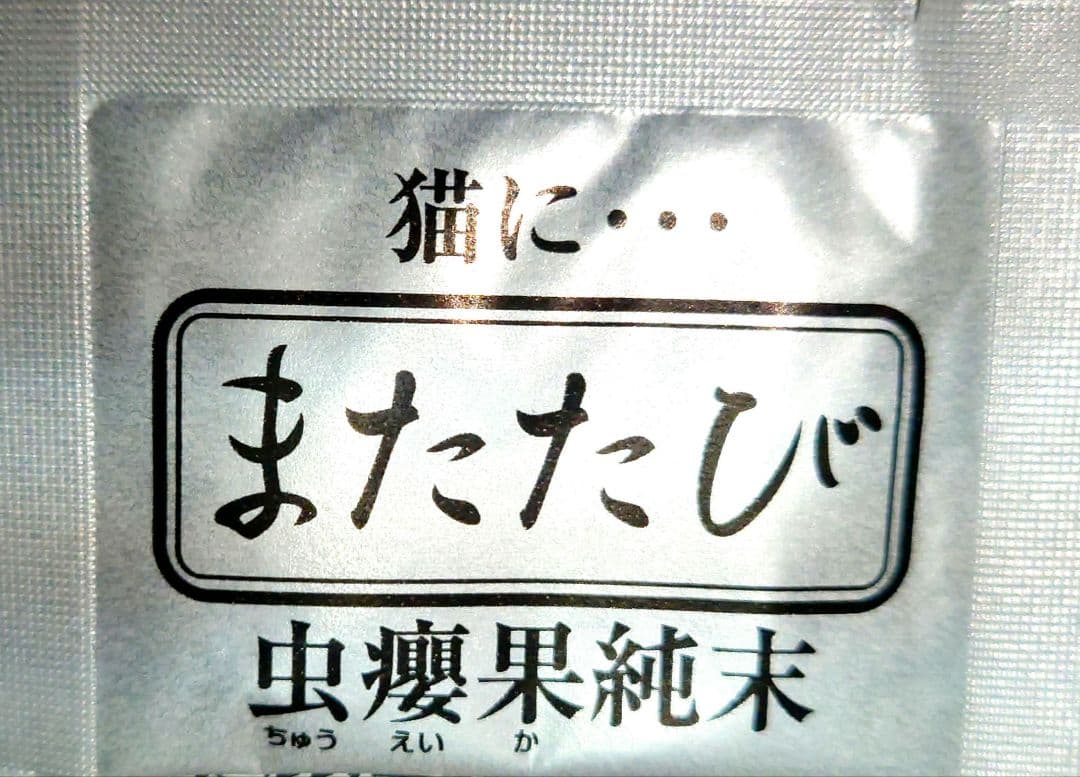 猫に・・・
またたび
虫癭果純末
ちゅう えい か